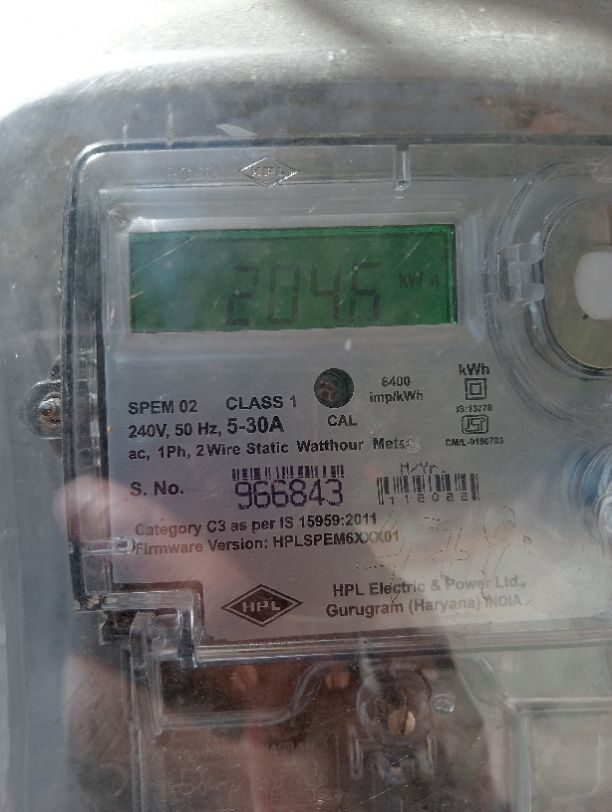 2046 kWh
SPEM 02 CLASS 1
240V, 50 Hz, 5-30A
ac, 1Ph, 2 Wire Static Watthour Meter
CAL
6400
imp/kWh
kWh
IS:13779
CM/L-9190703
S. No. 966843
M/Yr.
Category C3 as per IS 15959:2011
Firmware Version: HPLSPEM6XXX01
HPL
HPL Electric & Power Ltd.,
Gurugram (Haryana) INDIA